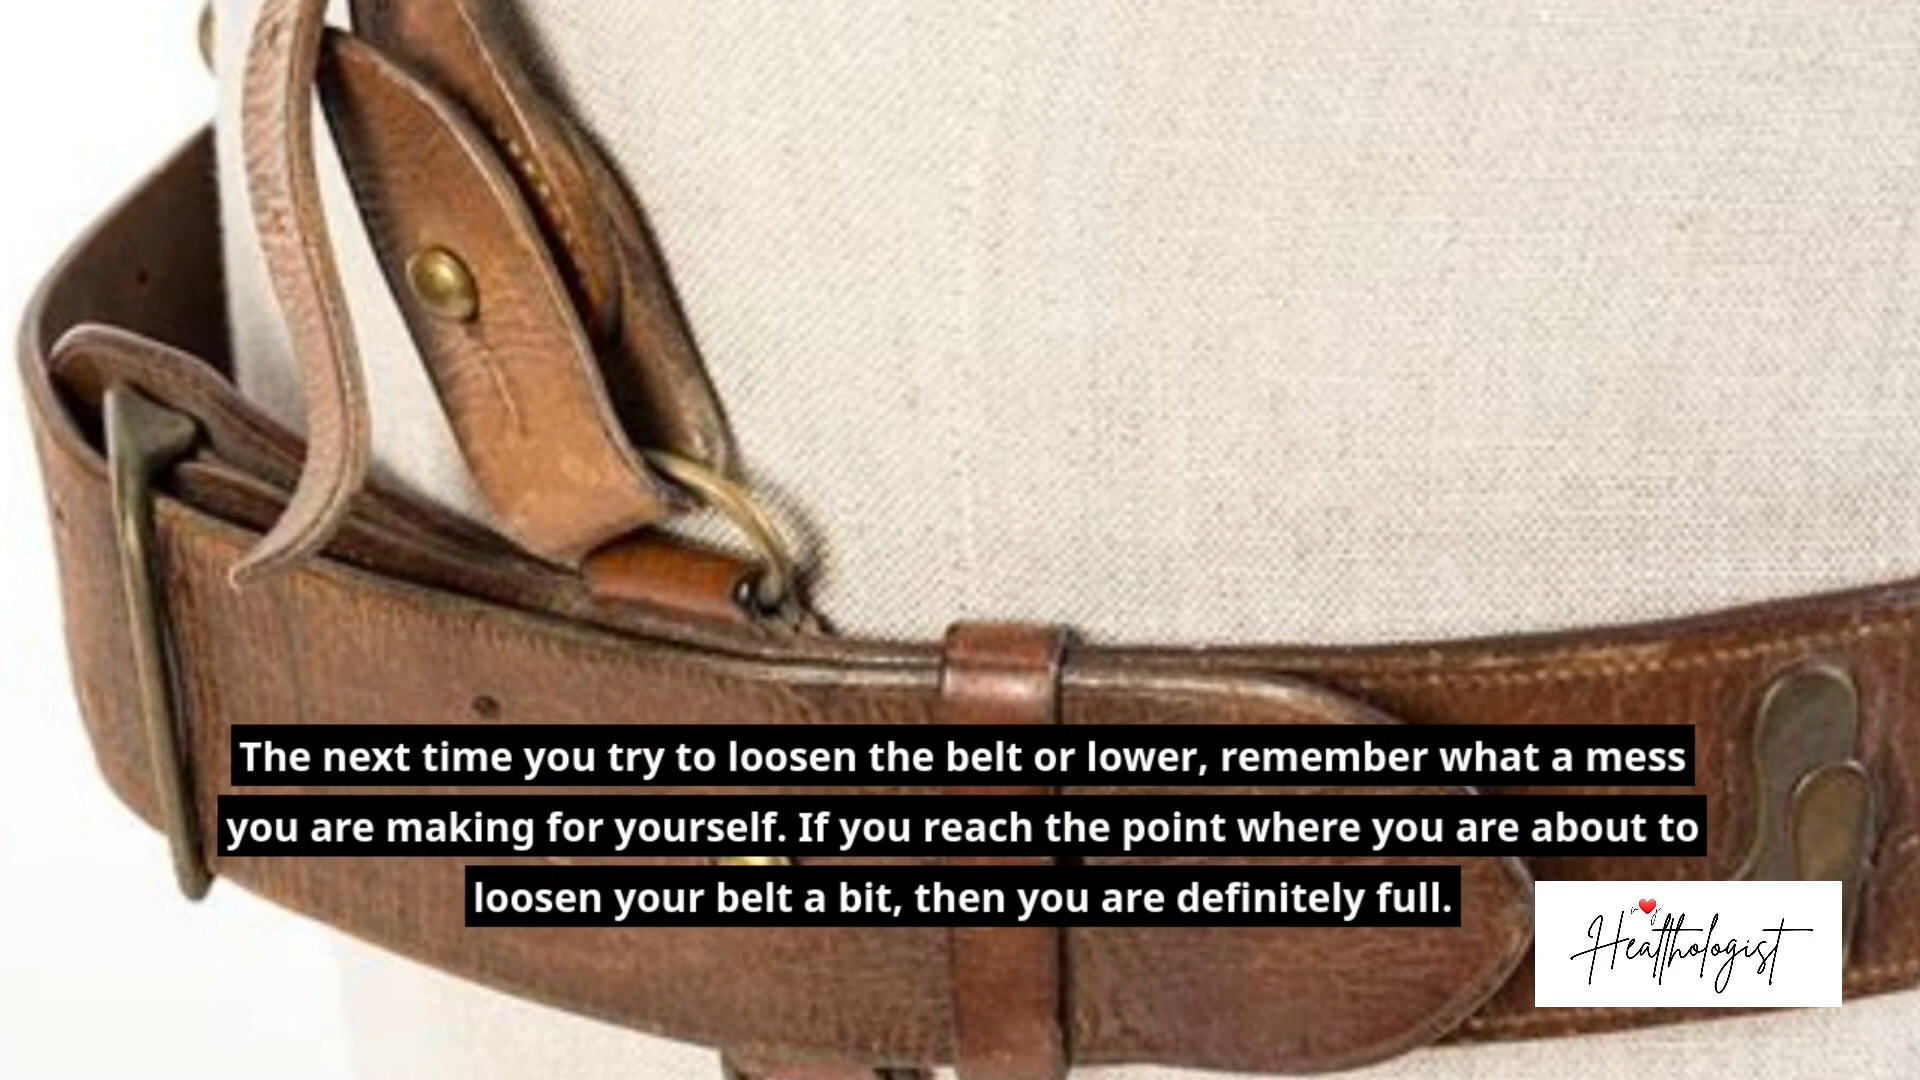 The next time you try to loosen the belt or lower, remember what a mess
you are making for yourself. If you reach the point where you are about to
loosen your belt a bit, then you are definitely full.
my
Healthologist